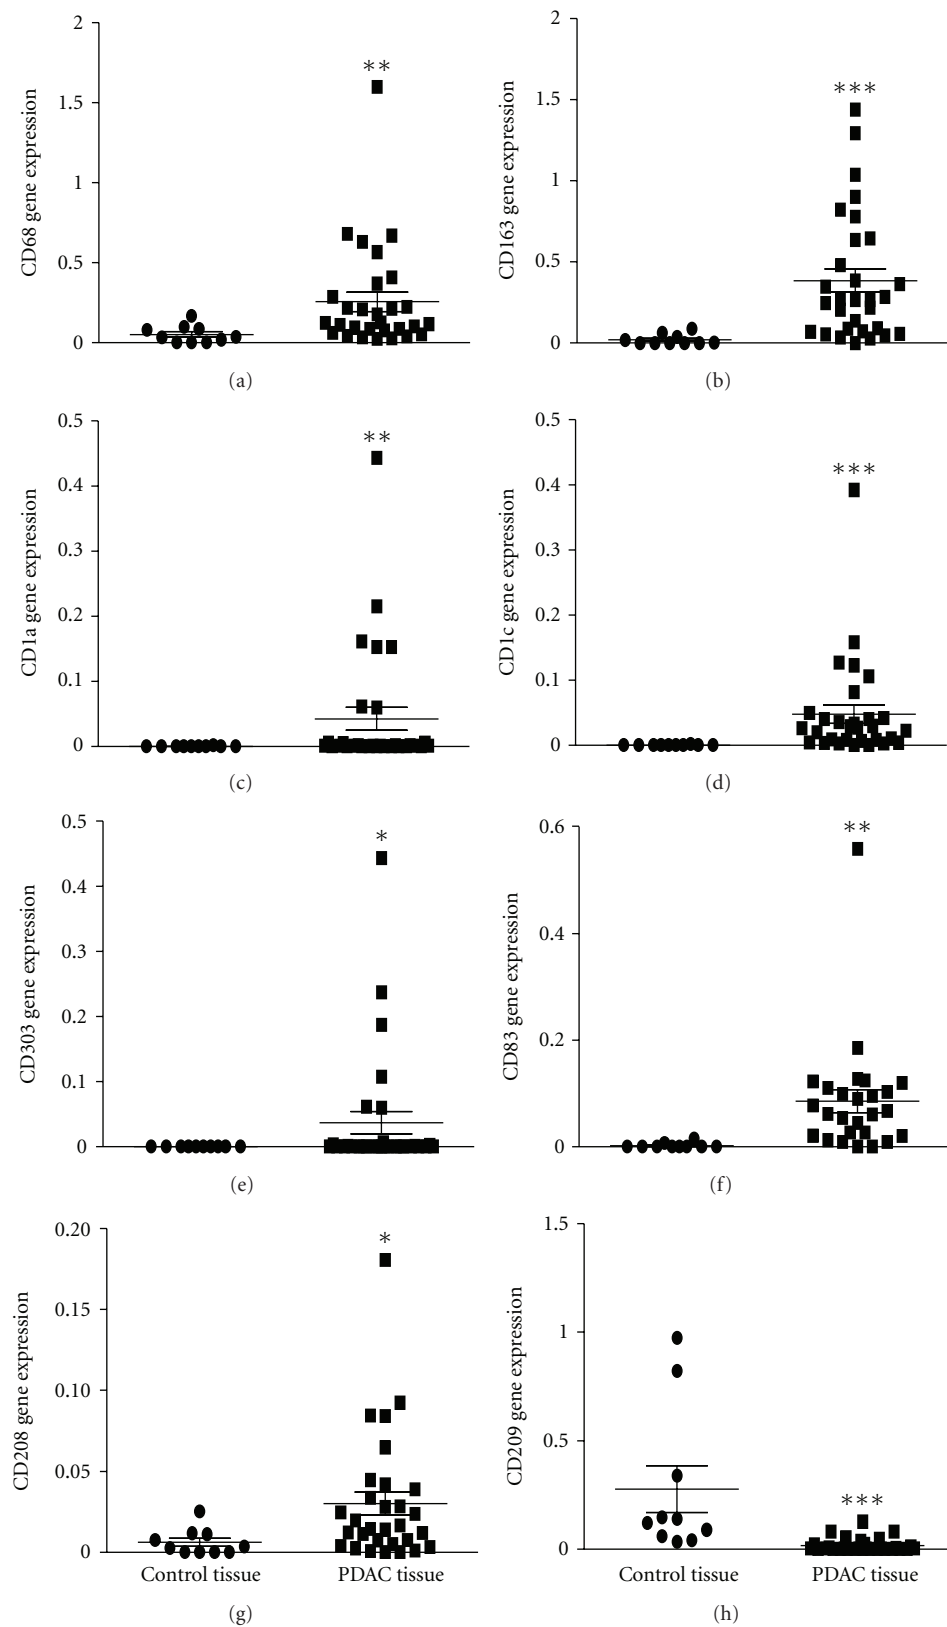 2
1.5
1
0.5
0
CD68 gene expression
**
(a)
2
1.5
1
0.5
0
CD163 gene expression
***
(b)
0.5
0.4
0.3
0.2
0.1
0
CD1a gene expression
**
(c)
0.5
0.4
0.3
0.2
0.1
0
CD1c gene expression
***
(d)
0.5
0.4
0.3
0.2
0.1
0
CD303 gene expression
*
(e)
0.6
0.4
0.2
0
CD83 gene expression
**
(f)
0.20
0.15
0.10
0.05
0
CD208 gene expression
*
Control tissue
PDAC tissue
(g)
1.5
1
0.5
0
CD209 gene expression
***
Control tissue
PDAC tissue
(h)